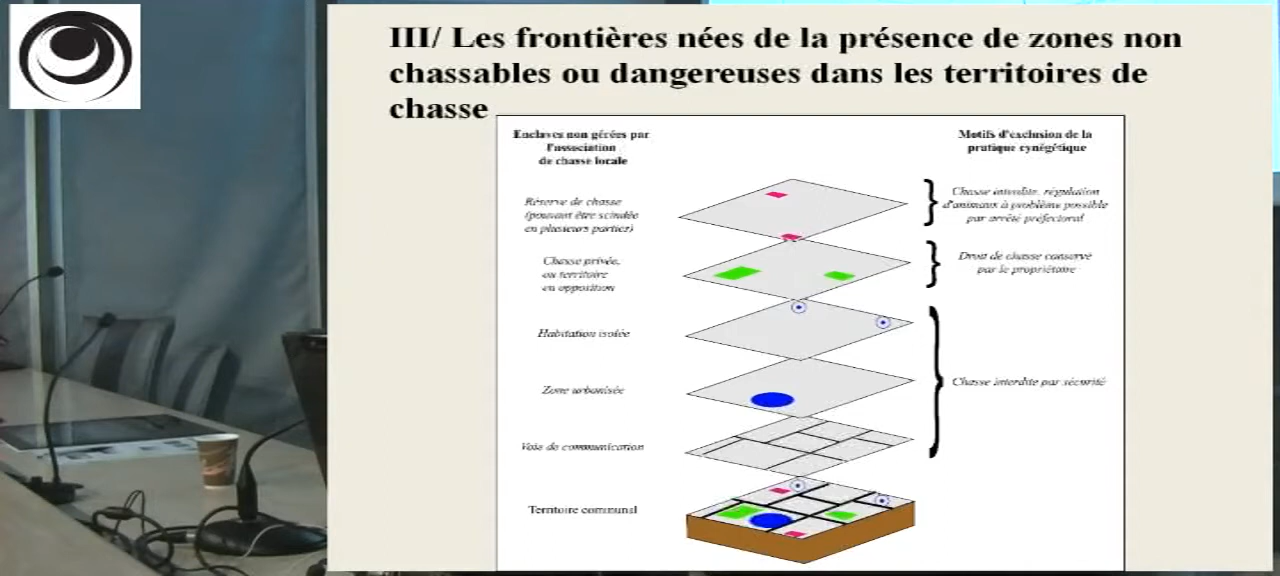 III/ Les frontières nées de la présence de zones non
chassables ou dangereuses dans les territoires de
chasse
Enclaves non gérées par
l'association
de chasse locale
Motifs d'exclusion de la
pratique cynégétique
Réserve de chasse
(pouvant être scindée
en plusieurs parties)
Chasse interdite, régulation
d'animaux à problème possible
par arrêté préfectoral
Chasse privée,
ou territoire
en opposition
Droit de chasse conservé
par le propriétaire
Habitation isolée
Zone urbanisée
Chasse interdite par sécurité
Voie de communication
Territoire communal